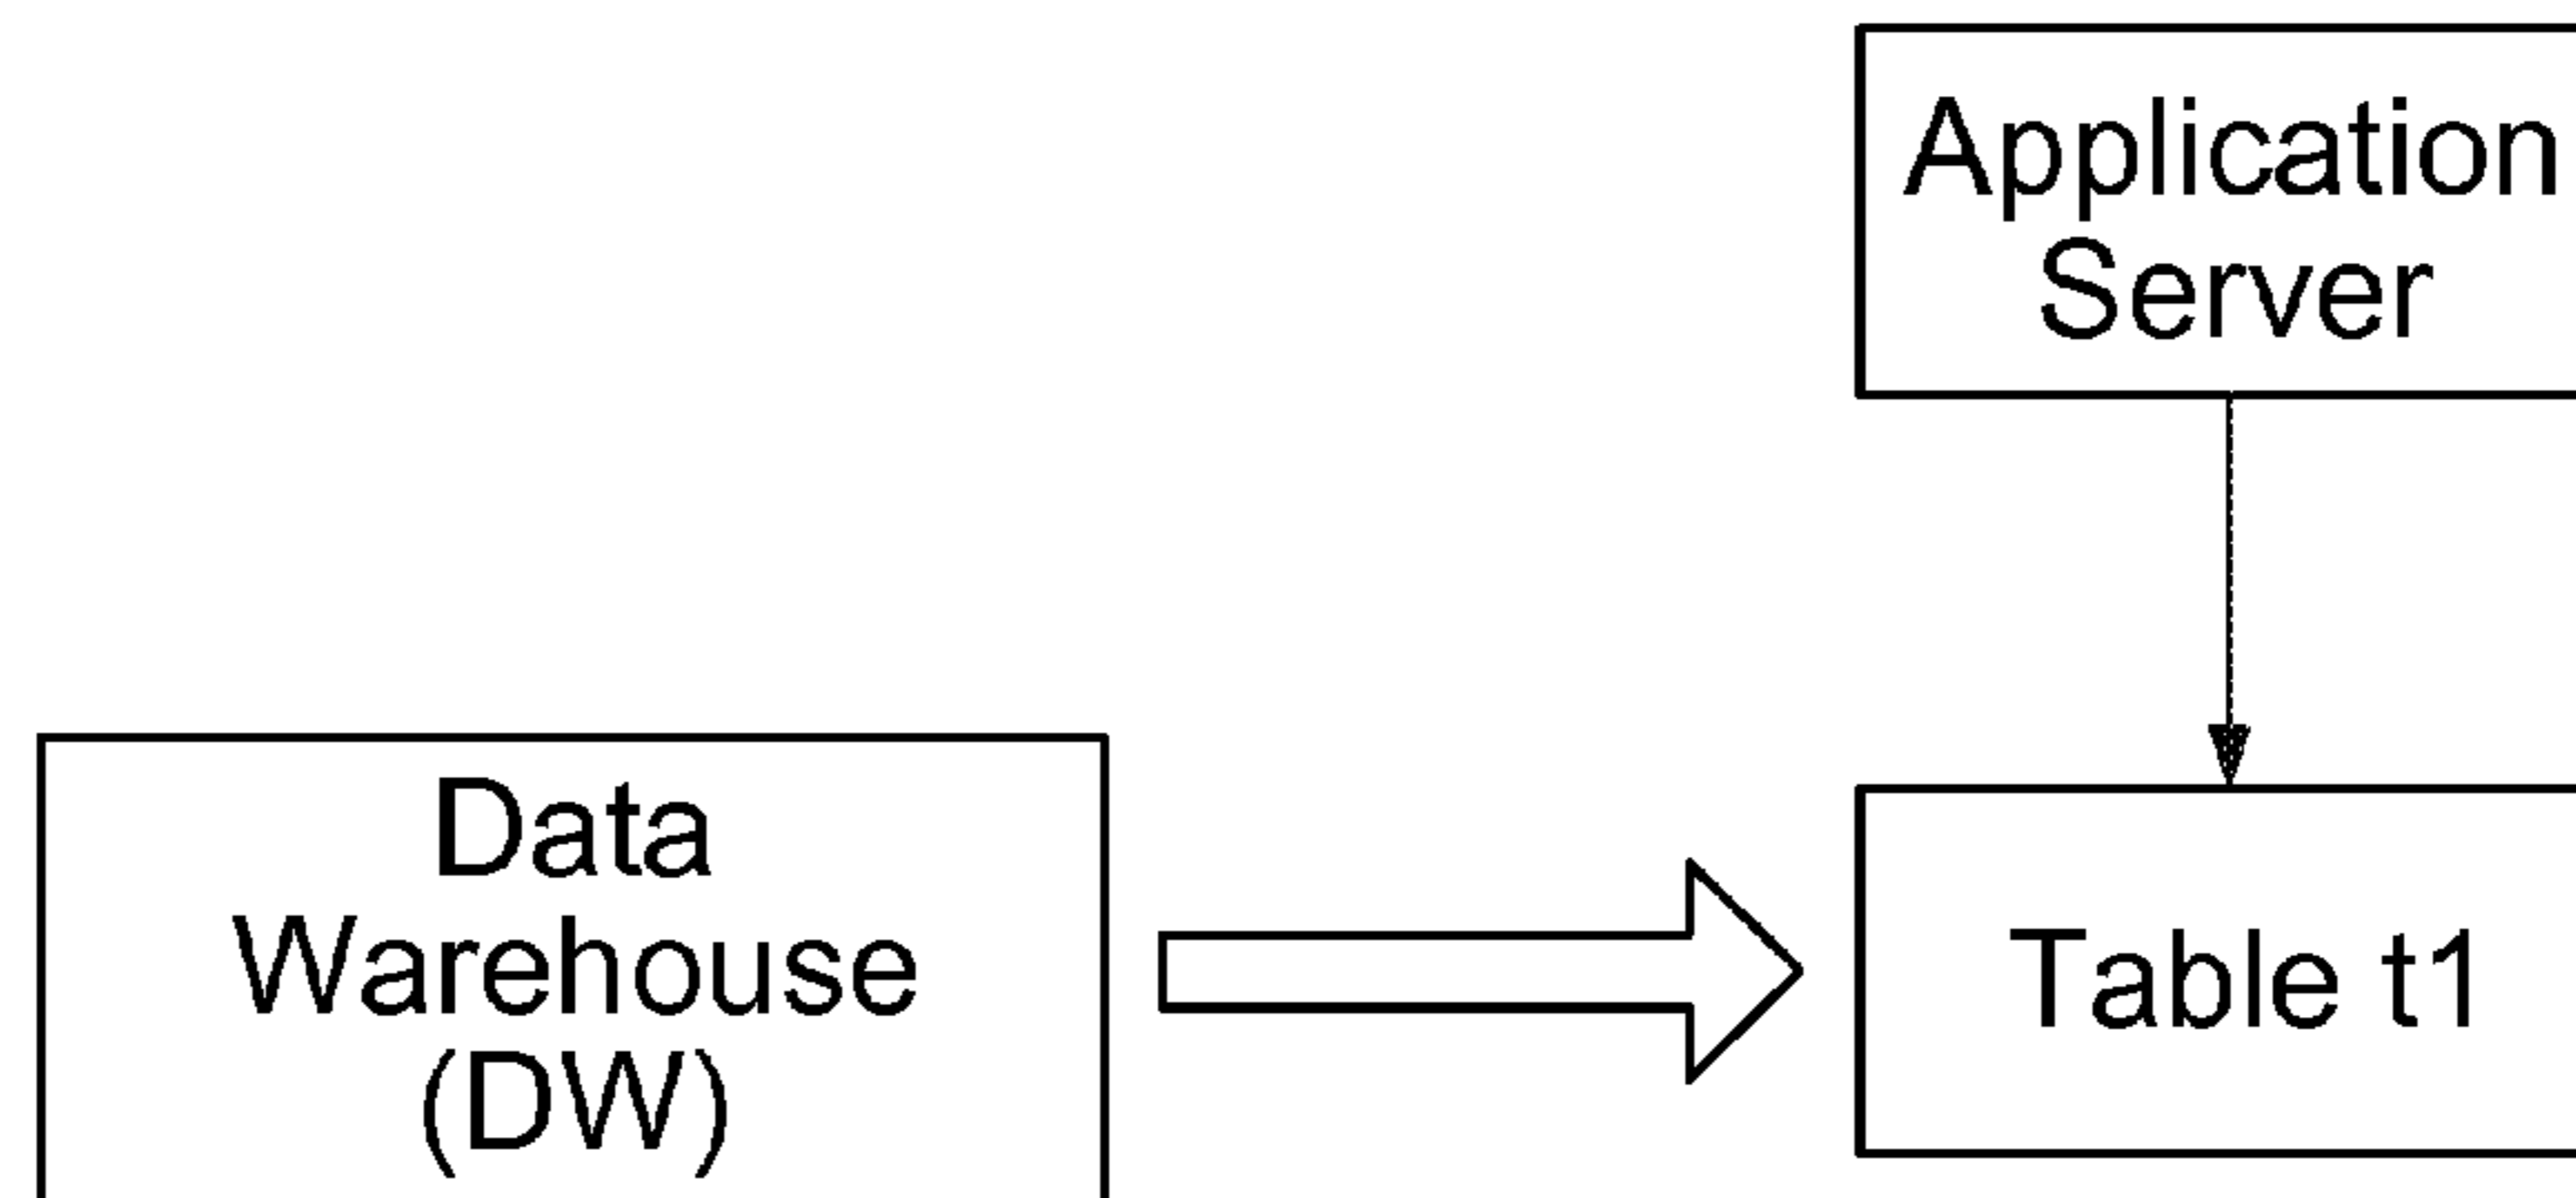 Application
Server
Data
Warehouse
(DW)
Table t1